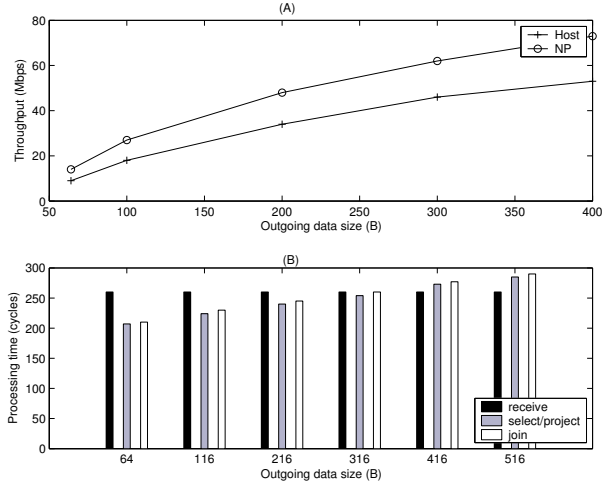 (A)
80
60
40
20
0
Throughput (Mbps)
Host
NP
50
100
150
200
250
300
350
400
Outgoing data size (B)
(B)
300
250
200
150
100
50
0
Processing time (cycles)
receive
select/project
join
64
116
216
316
416
516
Outgoing data size (B)